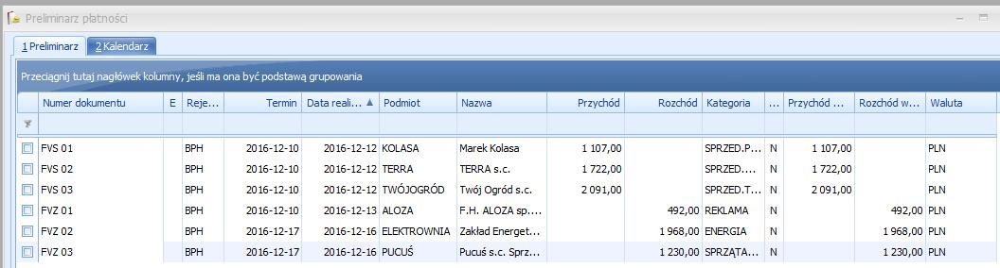 Preliminarz płatności
1 Preliminarz 2 Kalendarz
Przeciągnij tutaj nagłówek kolumny, jeśli ma ona być podstawą grupowania
Numer dokumentu E Reje... Termin Data reali... Podmiot Nazwa Przychód Rozchód Kategoria ... Przychód ... Rozchód w... Waluta
FVS 01 BPH 2016-12-10 2016-12-12 KOLASA Marek Kolasa 1 107,00 SPRZED.P... N 1 107,00 PLN
FVS 02 BPH 2016-12-10 2016-12-12 TERRA TERRA s.c. 1 722,00 SPRZED.... N 1 722,00 PLN
FVS 03 BPH 2016-12-10 2016-12-12 TWÓJOGRÓD Twój Ogród s.c. 2 091,00 SPRZED.T... N 2 091,00 PLN
FVZ 01 BPH 2016-12-10 2016-12-13 ALOZA F.H. ALOZA sp.... 492,00 REKLAMA N 492,00 PLN
FVZ 02 BPH 2016-12-17 2016-12-16 ELEKTROWNIA Zakład Energet... 1 968,00 ENERGIA N 1 968,00 PLN
FVZ 03 BPH 2016-12-17 2016-12-16 PUCUŚ Pucuś s.c. Sprz... 1 230,00 SPRZĄTA... N 1 230,00 PLN